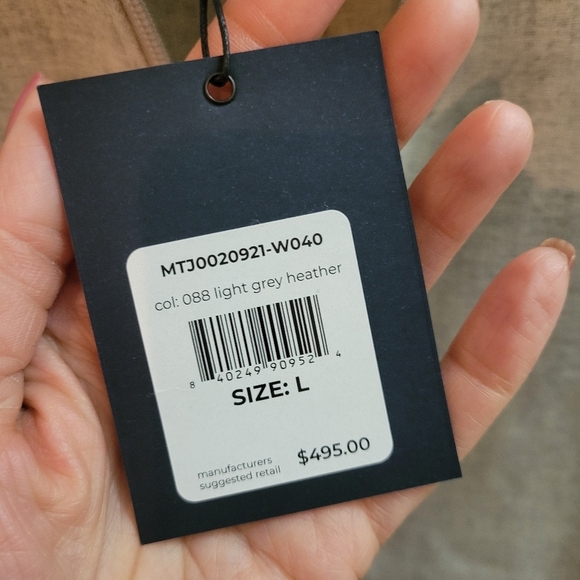 MTJ0020921-W040
col: 088 light grey heather
8 40249 90952 4
SIZE: L
manufacturers
suggested retail
$495.00